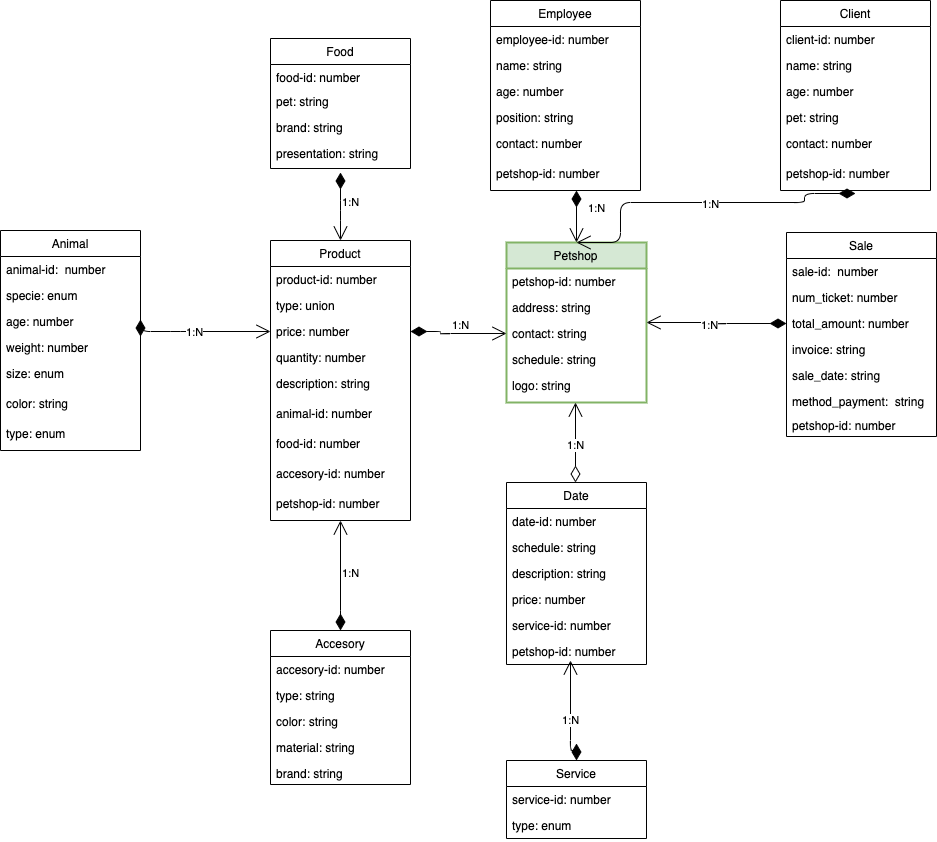 Employee
employee-id: number
name: string
age: number
position: string
contact: number
petshop-id: number
Client
client-id: number
name: string
age: number
pet: string
contact: number
petshop-id: number
Food
food-id: number
pet: string
brand: string
presentation: string
1:N
1:N
1:N
Animal
animal-id:  number
specie: enum
age: number
weight: number
size: enum
color: string
type: enum
1:N
Product
product-id: number
type: union
price: number
quantity: number
description: string
animal-id: number
food-id: number
accesory-id: number
petshop-id: number
1:N
Petshop
petshop-id: number
address: string
contact: string
schedule: string
logo: string
1:N
Sale
sale-id:  number
num_ticket: number
total_amount: number
invoice: string
sale_date: string
method_payment:  string
petshop-id: number
1:N
1:N
Date
date-id: number
schedule: string
description: string
price: number
service-id: number
petshop-id: number
Accesory
accesory-id: number
type: string
color: string
material: string
brand: string
1:N
Service
service-id: number
type: enum